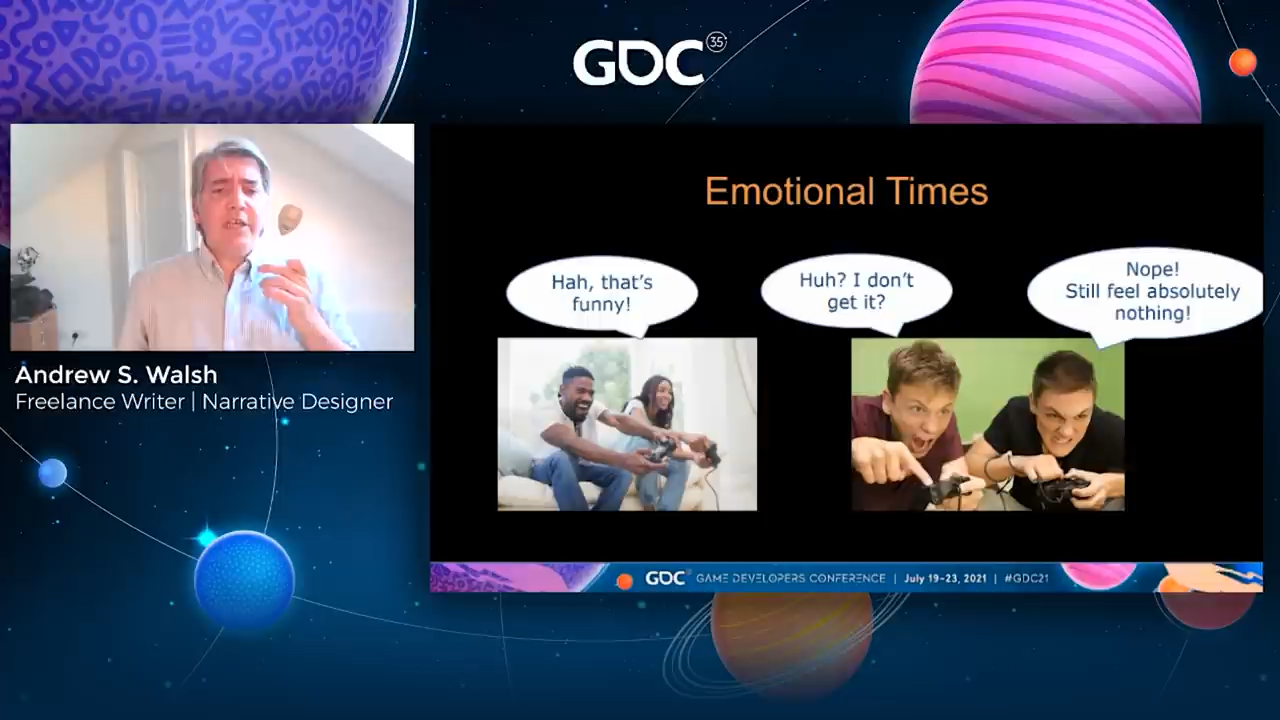 GDC 35
Andrew S. Walsh
Freelance Writer | Narrative Designer
Emotional Times
Hah, that's
funny!
Huh? I don't
get it?
Nope!
Still feel absolutely
nothing!
GDC GAME DEVELOPERS CONFERENCE | July 19-23, 2021 | #GDC21